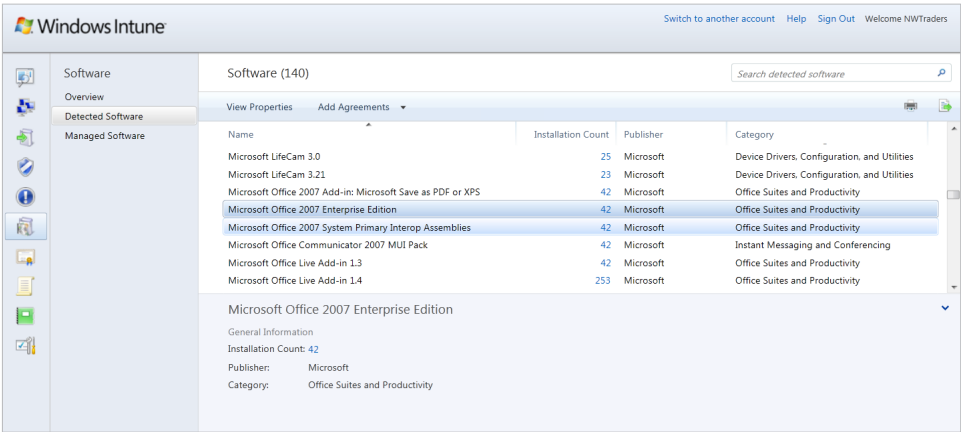 Windows Intune
Switch to another account Help Sign Out Welcome NWTraders
Software
Overview
Detected Software
Managed Software
Software (140)
Search detected software
View Properties Add Agreements
Name Installation Count Publisher Category
Microsoft LifeCam 3.0 25 Microsoft Device Drivers, Configuration, and Utilities
Microsoft LifeCam 3.21 23 Microsoft Device Drivers, Configuration, and Utilities
Microsoft Office 2007 Add-in: Microsoft Save as PDF or XPS 42 Microsoft Office Suites and Productivity
Microsoft Office 2007 Enterprise Edition 42 Microsoft Office Suites and Productivity
Microsoft Office 2007 System Primary Interop Assemblies 42 Microsoft Office Suites and Productivity
Microsoft Office Communicator 2007 MUI Pack 42 Microsoft Instant Messaging and Conferencing
Microsoft Office Live Add-in 1.3 42 Microsoft Office Suites and Productivity
Microsoft Office Live Add-in 1.4 253 Microsoft Office Suites and Productivity
Microsoft Office 2007 Enterprise Edition
General Information
Installation Count: 42
Publisher: Microsoft
Category: Office Suites and Productivity